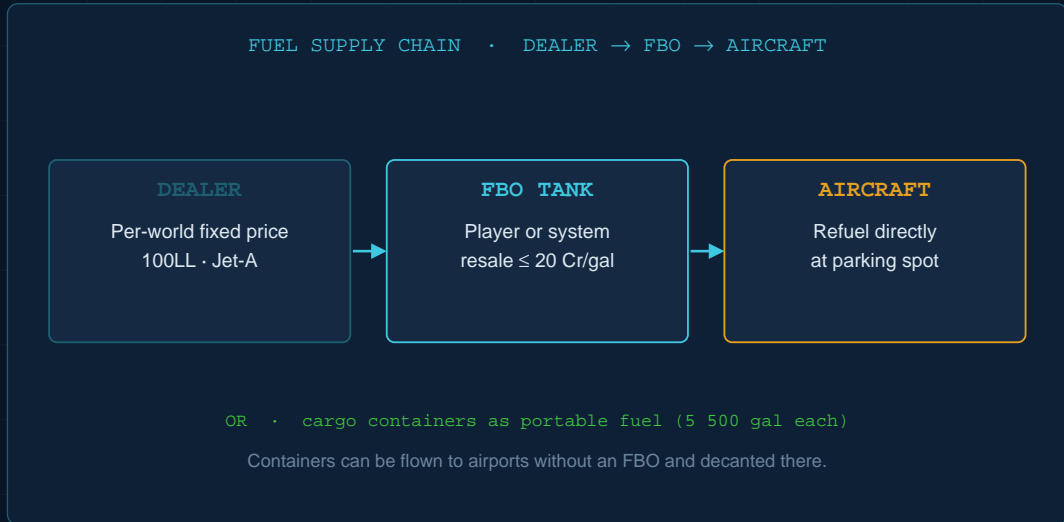 FUEL SUPPLY CHAIN · DEALER → FBO → AIRCRAFT
DEALER
Per-world fixed price
100LL · Jet-A
FBO TANK
Player or system
resale ≤ 20 Cr/gal
AIRCRAFT
Refuel directly
at parking spot
OR · cargo containers as portable fuel (5 500 gal each)
Containers can be flown to airports without an FBO and decanted there.